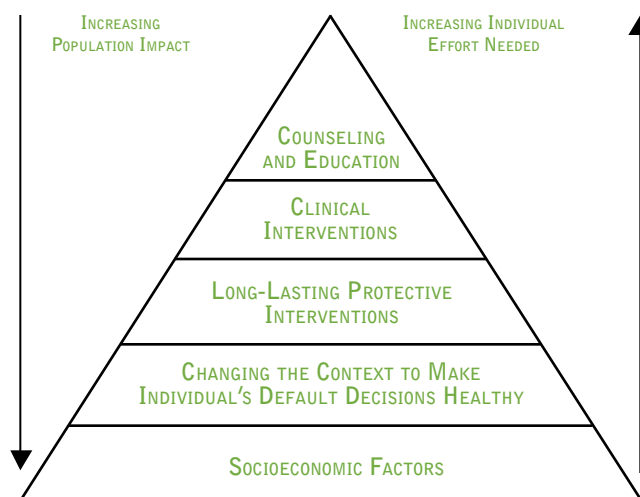 Increasing
Population Impact
Increasing Individual
Effort Needed
Counseling
and Education
Clinical
Interventions
Long-Lasting Protective
Interventions
Changing the Context to Make
Individual's Default Decisions Healthy
Socioeconomic Factors